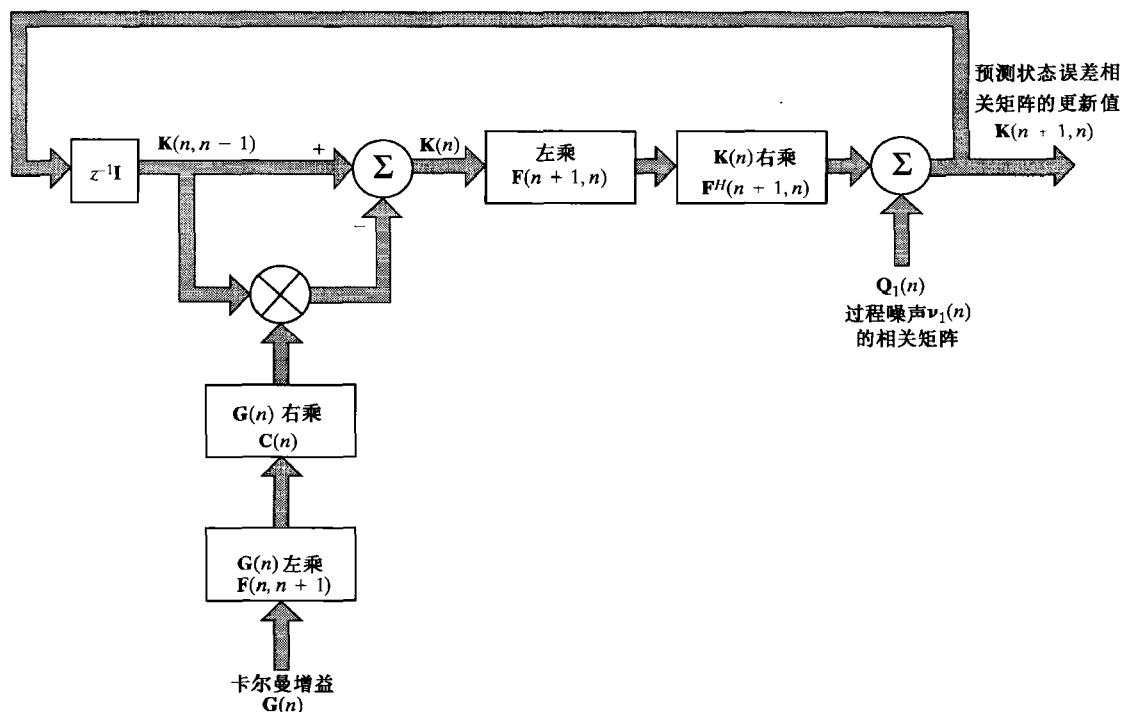 预测状态误差相
关矩阵的更新值
K(n + 1, n)
K(n, n − 1)
+
K(n)
z⁻¹I
Σ
左乘
F(n + 1, n)
K(n)右乘
Fᴴ(n + 1, n)
Σ
−
Q₁(n)
过程噪声ν₁(n)
的相关矩阵
G(n) 右乘
C(n)
G(n)左乘
F(n, n + 1)
卡尔曼增益
G(n)